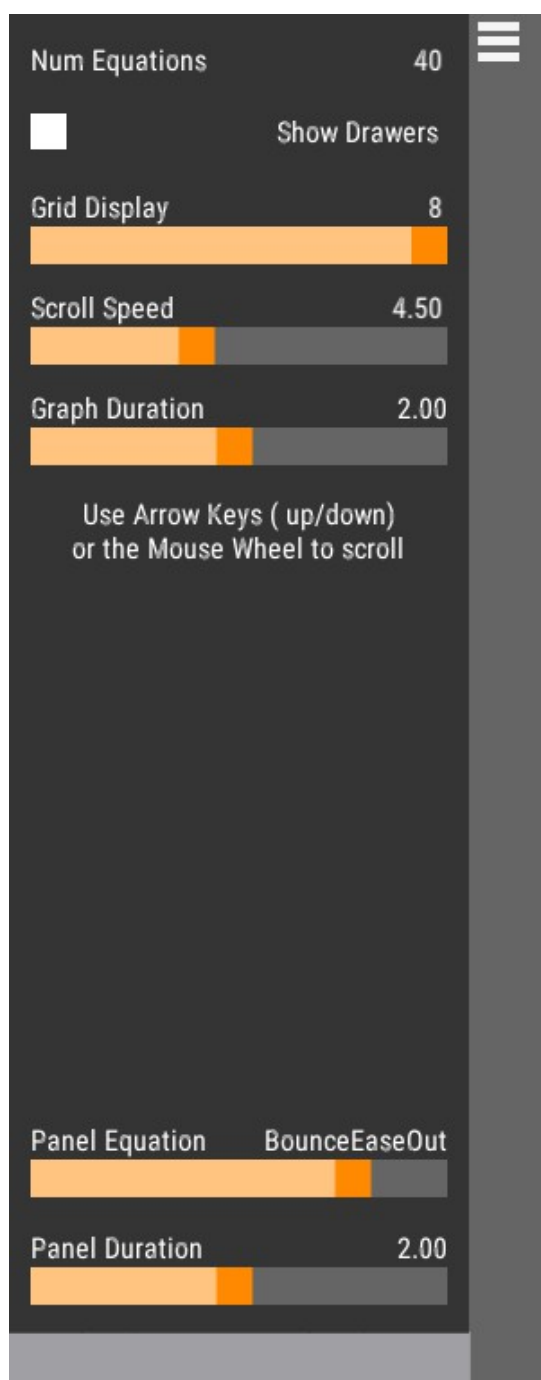 Num Equations 40
Show Drawers
Grid Display 8
Scroll Speed 4.50
Graph Duration 2.00
Use Arrow Keys ( up/down)
or the Mouse Wheel to scroll
Panel Equation BounceEaseOut
Panel Duration 2.00